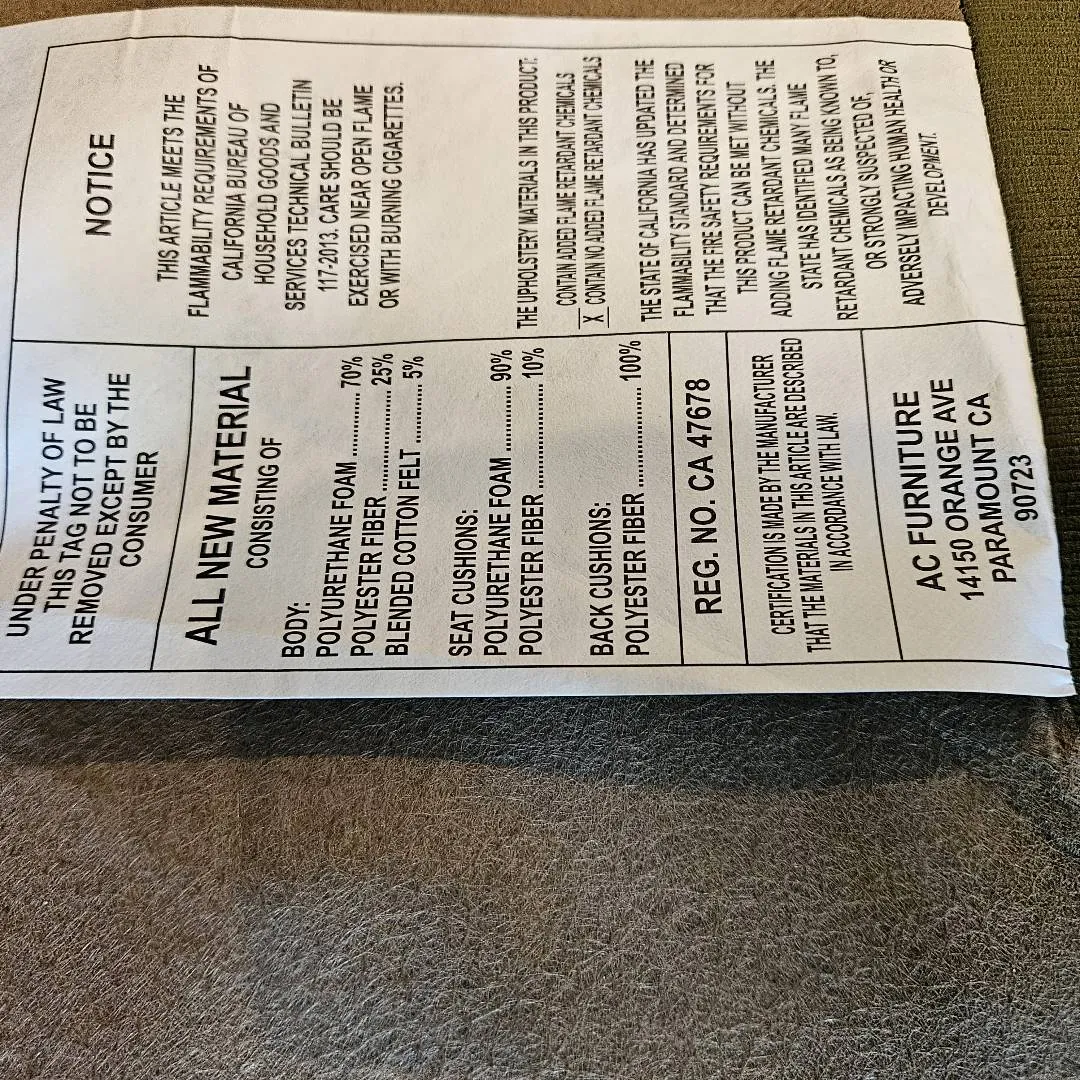 UNDER PENALTY OF LAW
THIS TAG NOT TO BE
REMOVED EXCEPT BY THE
CONSUMER
ALL NEW MATERIAL
CONSISTING OF
BODY:
POLYURETHANE FOAM ............ 70%
POLYESTER FIBER .................... 25%
BLENDED COTTON FELT ........... 5%
SEAT CUSHIONS:
POLYURETHANE FOAM ............ 90%
POLYESTER FIBER .................... 10%
BACK CUSHIONS:
POLYESTER FIBER .................... 100%
REG. NO. CA 47678
CERTIFICATION IS MADE BY THE MANUFACTURER
THAT THE MATERIALS IN THIS ARTICLE ARE DESCRIBED
IN ACCORDANCE WITH LAW.
AC FURNITURE
14150 ORANGE AVE
PARAMOUNT CA
90723
NOTICE
THIS ARTICLE MEETS THE
FLAMMABILITY REQUIREMENTS OF
CALIFORNIA BUREAU OF
HOUSEHOLD GOODS AND
SERVICES TECHNICAL BULLETIN
117-2013. CARE SHOULD BE
EXERCISED NEAR OPEN FLAME
OR WITH BURNING CIGARETTES.
THE UPHOLSTERY MATERIALS IN THIS PRODUCT:
CONTAIN ADDED FLAME RETARDANT CHEMICALS
X CONTAIN NO ADDED FLAME RETARDANT CHEMICALS
THE STATE OF CALIFORNIA HAS UPDATED THE
FLAMMABILITY STANDARD AND DETERMINED
THAT THE FIRE SAFETY REQUIREMENTS FOR
THIS PRODUCT CAN BE MET WITHOUT
ADDING FLAME RETARDANT CHEMICALS. THE
STATE HAS IDENTIFIED MANY FLAME
RETARDANT CHEMICALS AS BEING KNOWN TO,
OR STRONGLY SUSPECTED OF,
ADVERSELY IMPACTING HUMAN HEALTH OR
DEVELOPMENT.